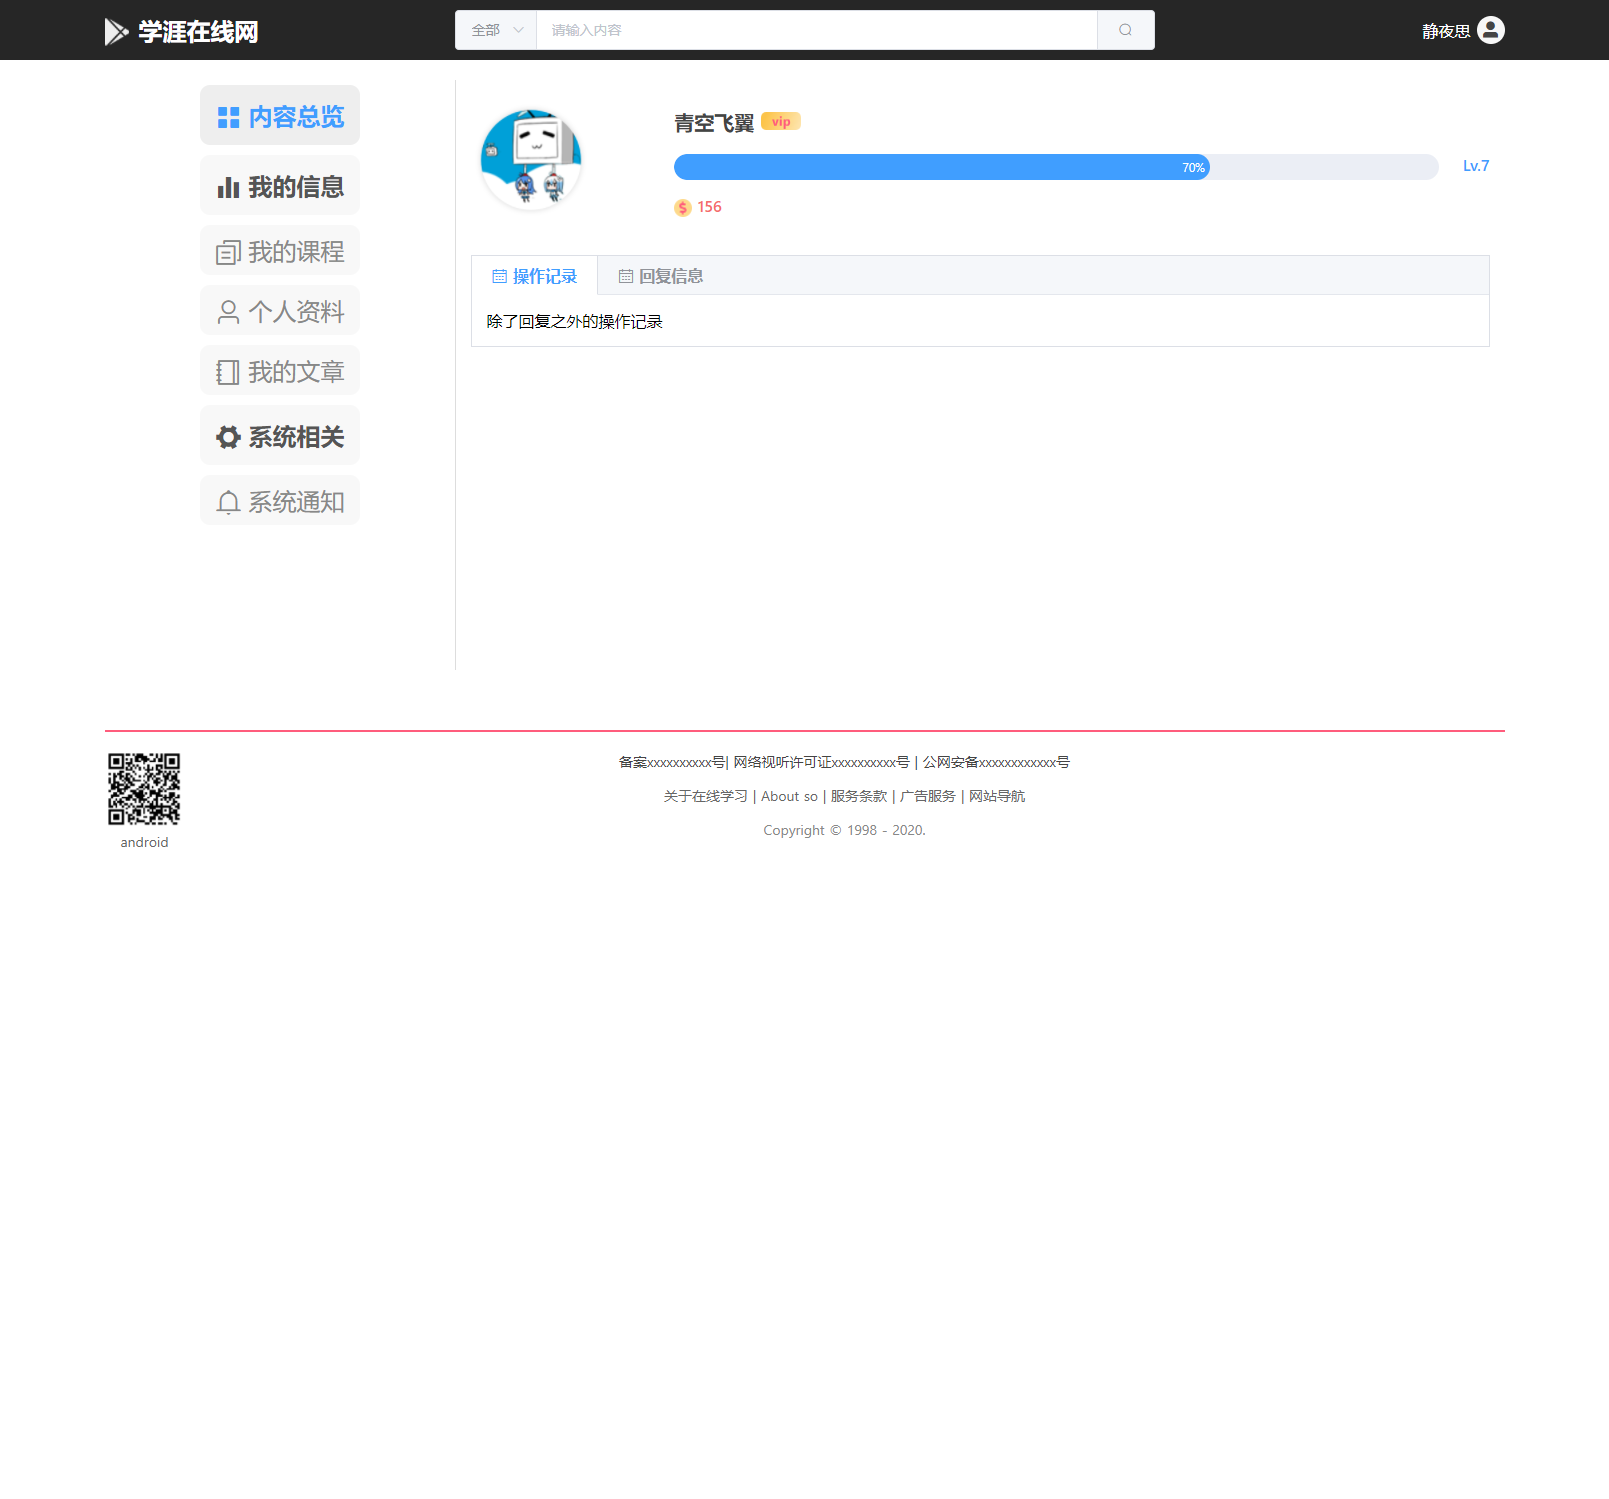 学涯在线网
全部
请输入内容
静夜思
内容总览
我的信息
我的课程
个人资料
我的文章
系统相关
系统通知
青空飞翼 vip
70%
Lv.7
$ 156
操作记录
回复信息
除了回复之外的操作记录
android
备案xxxxxxxxxx号| 网络视听许可证xxxxxxxxxx号 | 公网安备xxxxxxxxxxxx号
关于在线学习 | About so | 服务条款 | 广告服务 | 网站导航
Copyright © 1998 - 2020.